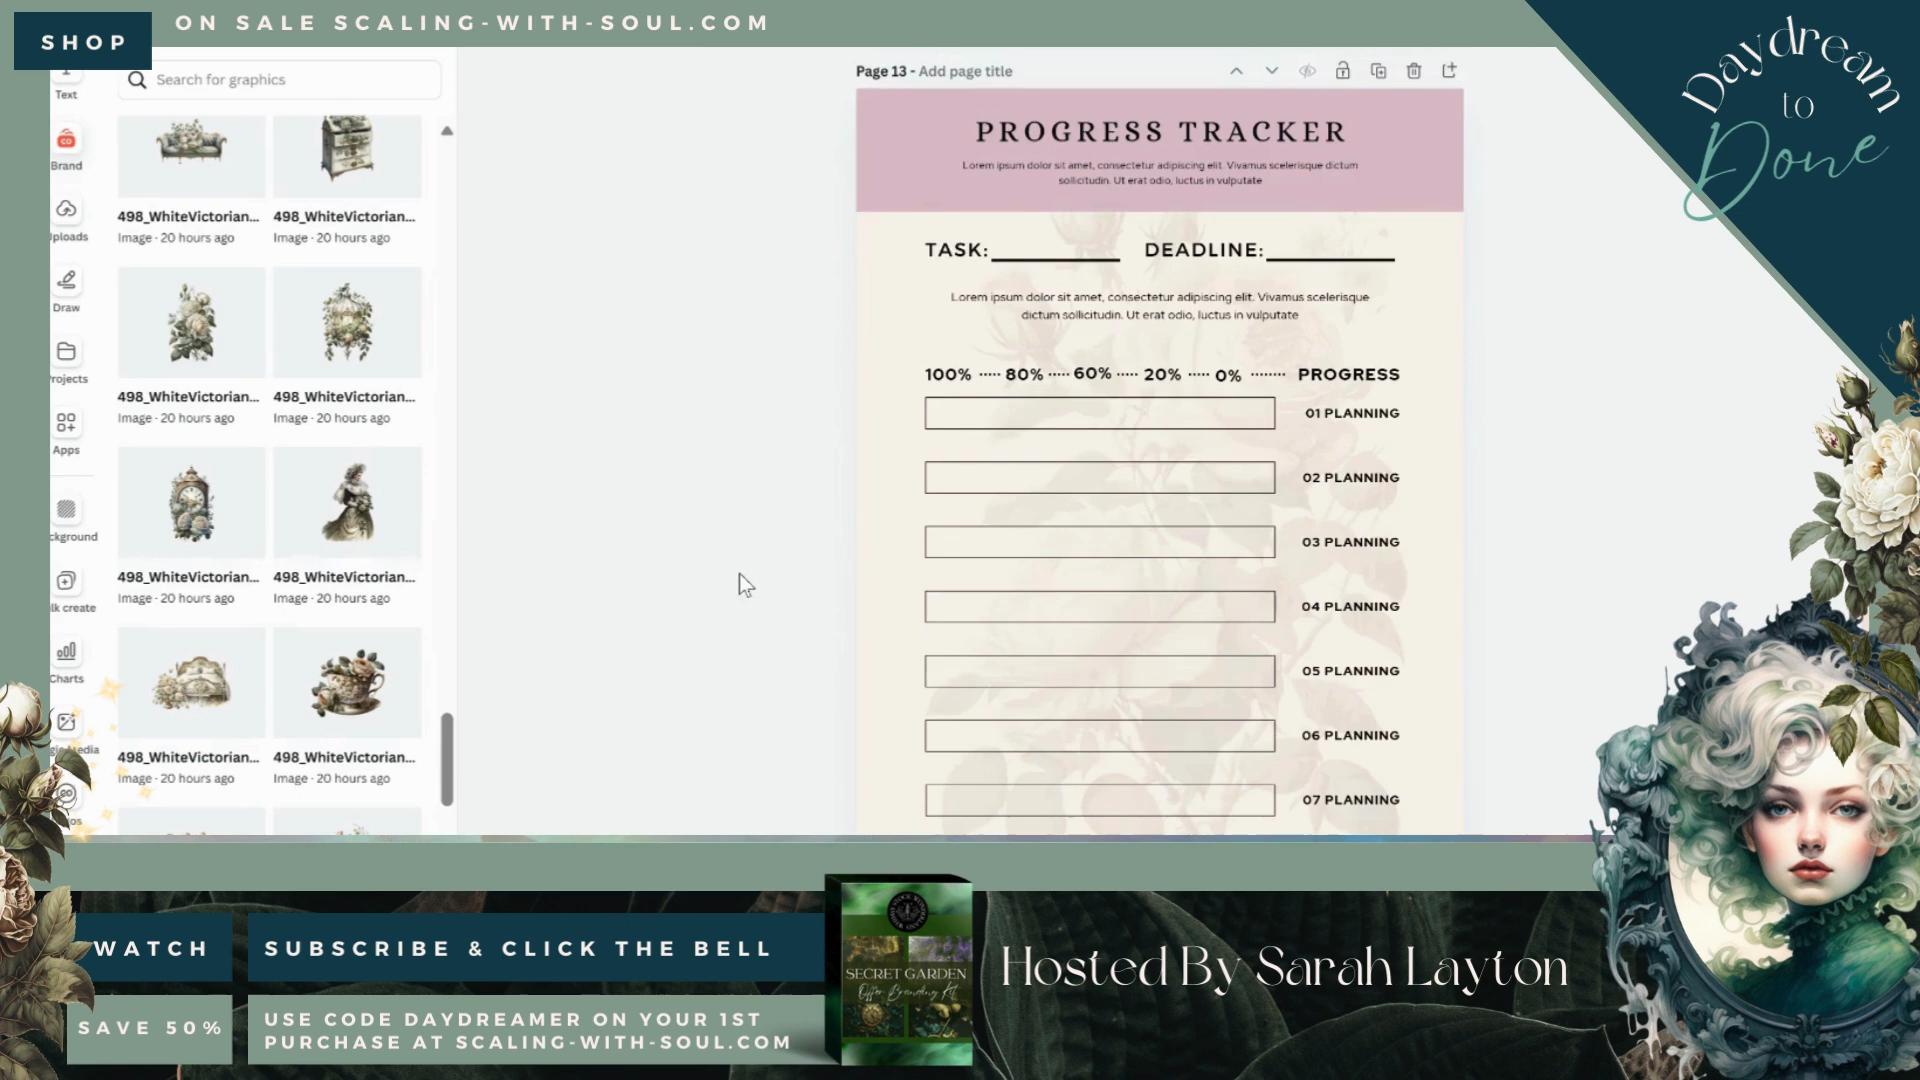 SHOP
ON SALE SCALING-WITH-SOUL.COM
Daydream
to
Done
Text
Brand
ploads
Draw
rojects
Apps
ckground
lk create
Charts
Search for graphics
498_WhiteVictorian... 498_WhiteVictorian...
Image · 20 hours ago Image · 20 hours ago
498_WhiteVictorian... 498_WhiteVictorian...
Image · 20 hours ago Image · 20 hours ago
498_WhiteVictorian... 498_WhiteVictorian...
Image · 20 hours ago Image · 20 hours ago
498_WhiteVictorian... 498_WhiteVictorian...
Image · 20 hours ago Image · 20 hours ago
Page 13 - Add page title
PROGRESS TRACKER
Lorem ipsum dolor sit amet, consectetur adipiscing elit. Vivamus scelerisque dictum
sollicitudin. Ut erat odio, luctus in vulputate
TASK: DEADLINE:
Lorem ipsum dolor sit amet, consectetur adipiscing elit. Vivamus scelerisque
dictum sollicitudin. Ut erat odio, luctus in vulputate
100% ····· 80% ····· 60% ····· 20% ····· 0% ········ PROGRESS
01 PLANNING
02 PLANNING
03 PLANNING
04 PLANNING
05 PLANNING
06 PLANNING
07 PLANNING
WATCH
SUBSCRIBE & CLICK THE BELL
SAVE 50%
USE CODE DAYDREAMER ON YOUR 1ST
PURCHASE AT SCALING-WITH-SOUL.COM
SECRET GARDEN
Offer Branding Kit
Hosted By Sarah Layton